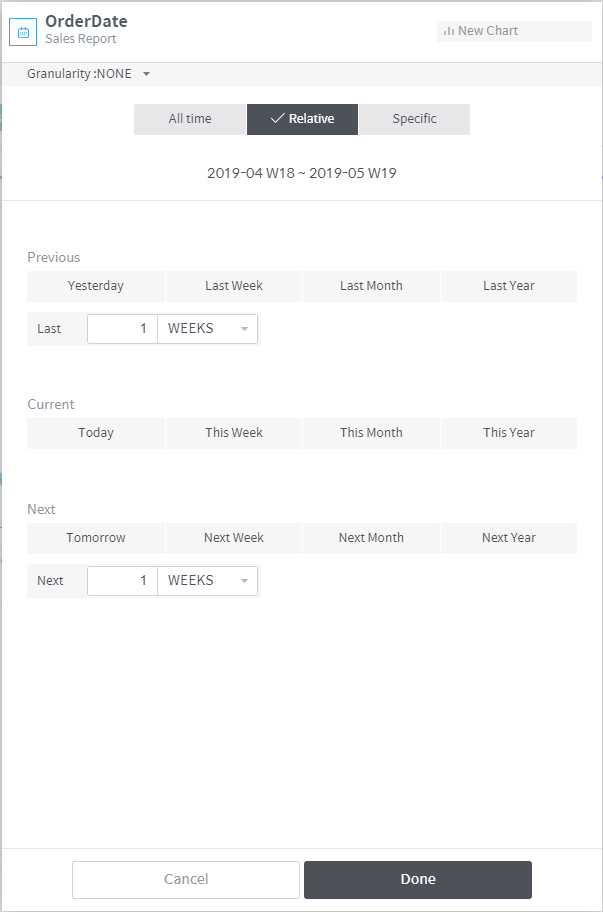 OrderDate
Sales Report
New Chart
Granularity :NONE
All time Relative Specific
2019-04 W18 ~ 2019-05 W19
Previous
Yesterday Last Week Last Month Last Year
Last 1 WEEKS
Current
Today This Week This Month This Year
Next
Tomorrow Next Week Next Month Next Year
Next 1 WEEKS
Cancel Done